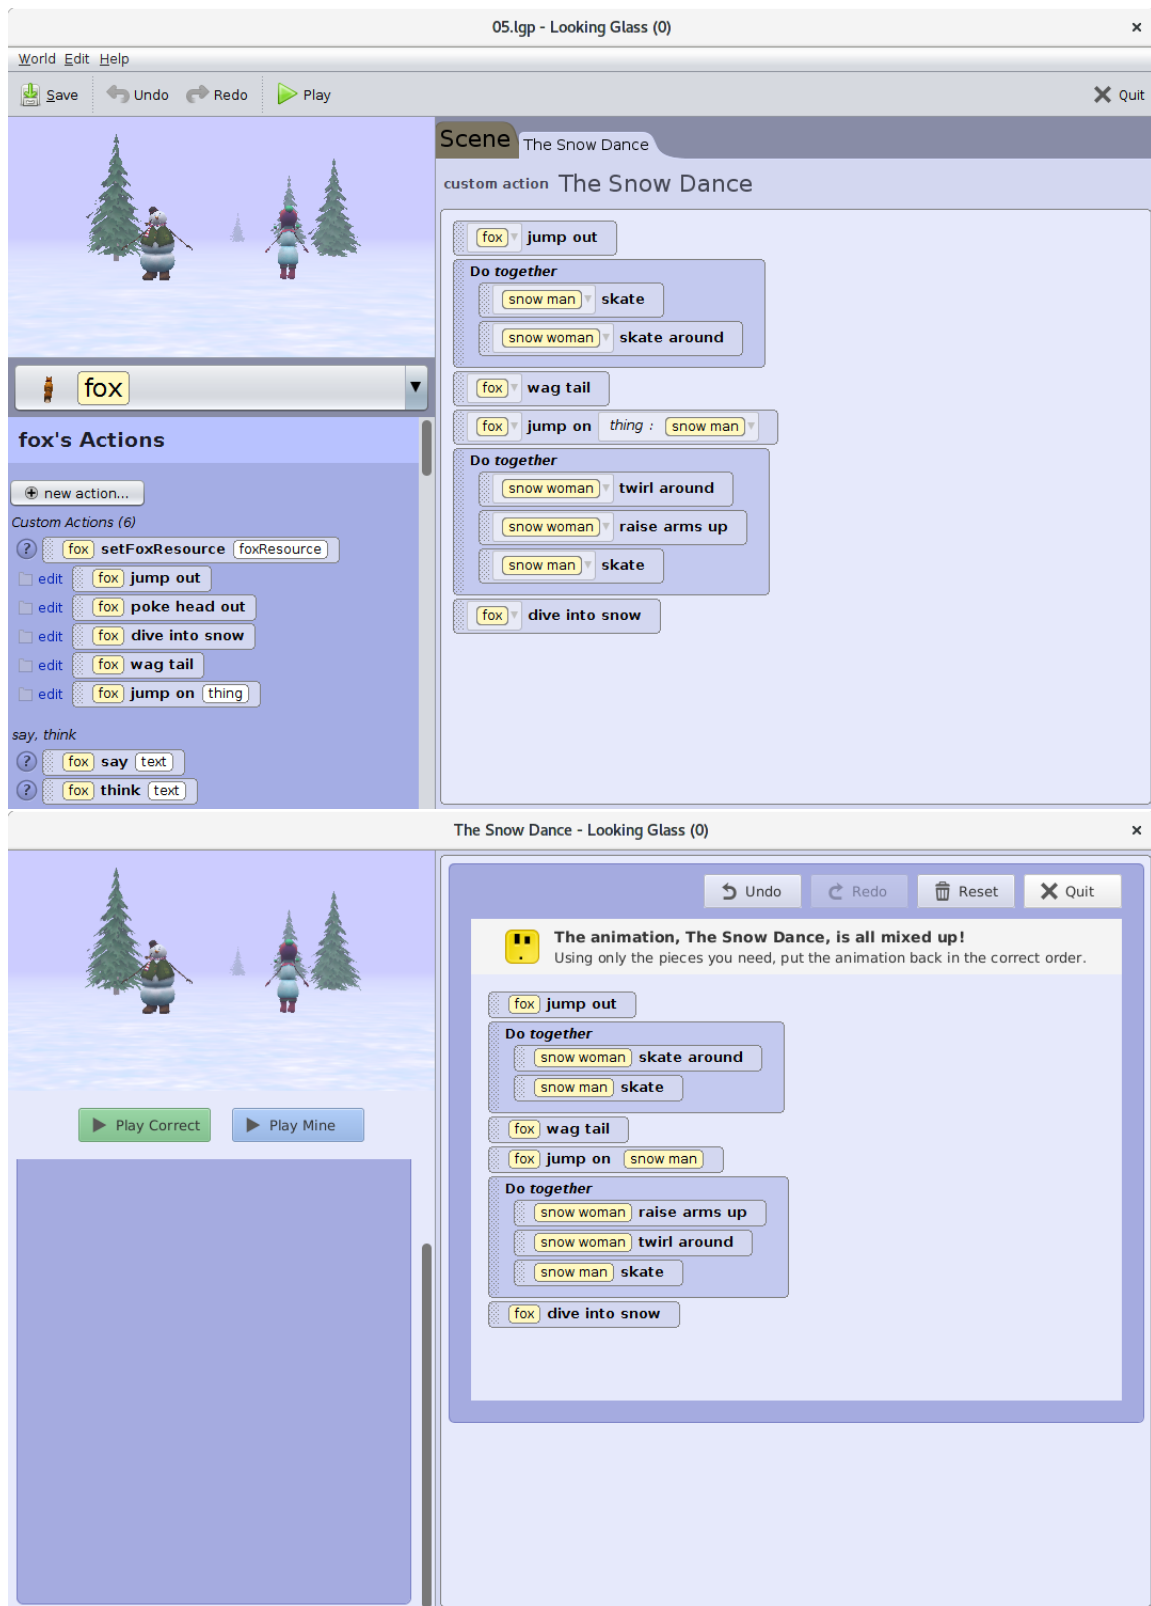 05.lgp - Looking Glass (0) ×
World Edit Help
Save Undo Redo Play Quit
Scene The Snow Dance
custom action The Snow Dance
fox jump out
Do together
snow man skate
snow woman skate around
fox wag tail
fox jump on thing : snow man
Do together
snow woman twirl around
snow woman raise arms up
snow man skate
fox dive into snow
fox
fox's Actions
new action...
Custom Actions (6)
? fox setFoxResource foxResource
edit fox jump out
edit fox poke head out
edit fox dive into snow
edit fox wag tail
edit fox jump on thing
say, think
? fox say text
? fox think text
The Snow Dance - Looking Glass (0) ×
Undo Redo Reset Quit
The animation, The Snow Dance, is all mixed up!
Using only the pieces you need, put the animation back in the correct order.
fox jump out
Do together
snow woman skate around
snow man skate
fox wag tail
fox jump on snow man
Do together
snow woman raise arms up
snow woman twirl around
snow man skate
fox dive into snow
Play Correct Play Mine